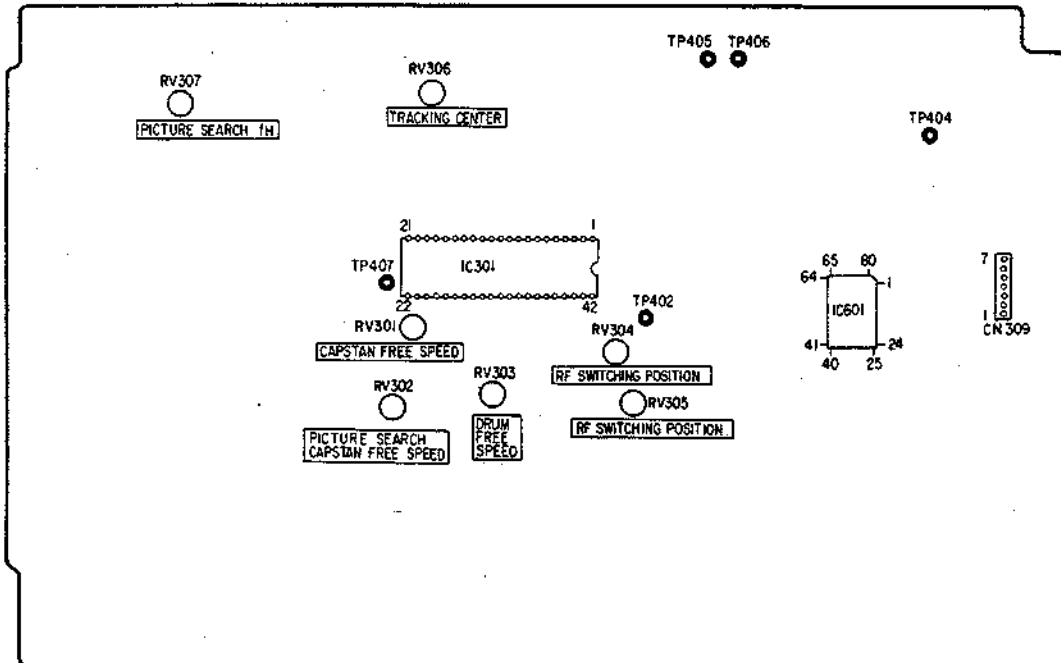 TP405 TP406
RV307
RV306
PICTURE SEARCH fH
TRACKING CENTER
TP404
21 1
IC301
TP407
22 42
65 80
64 1
IC601
41 24
40 25
7
1
CN309
TP402
RV301
CAPSTAN FREE SPEED
RV304
RF SWITCHING POSITION
RV302
RV303
RV305
RF SWITCHING POSITION
PICTURE SEARCH
CAPSTAN FREE SPEED
DRUM
FREE
SPEED